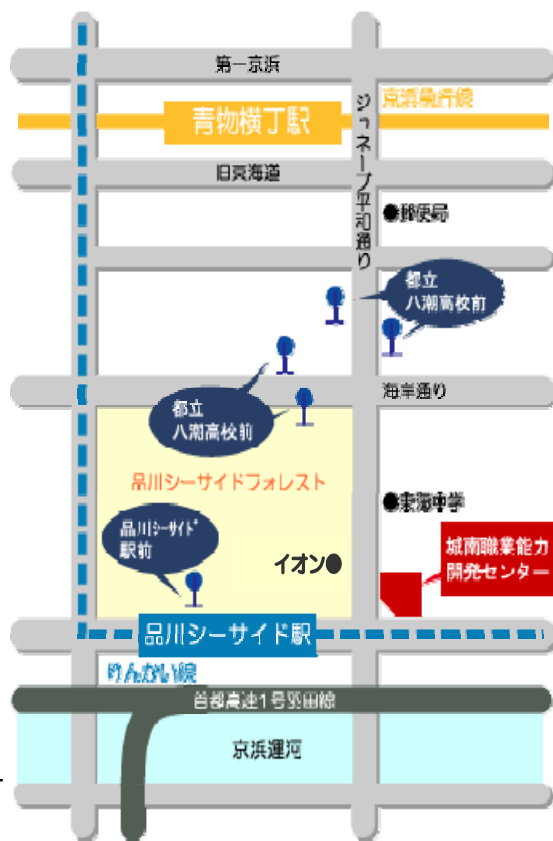 第一京浜
京浜急行線
青物横丁駅
ジュネーブ平和通り
旧東海道
●郵便局
都立
八潮高校前
海岸通り
都立
八潮高校前
品川シーサイドフォレスト
●東海中学
品川シーサイド
駅前
イオン●
城南職業能力
開発センター
品川シーサイド駅
りんかい線
首都高速1号羽田線
京浜運河